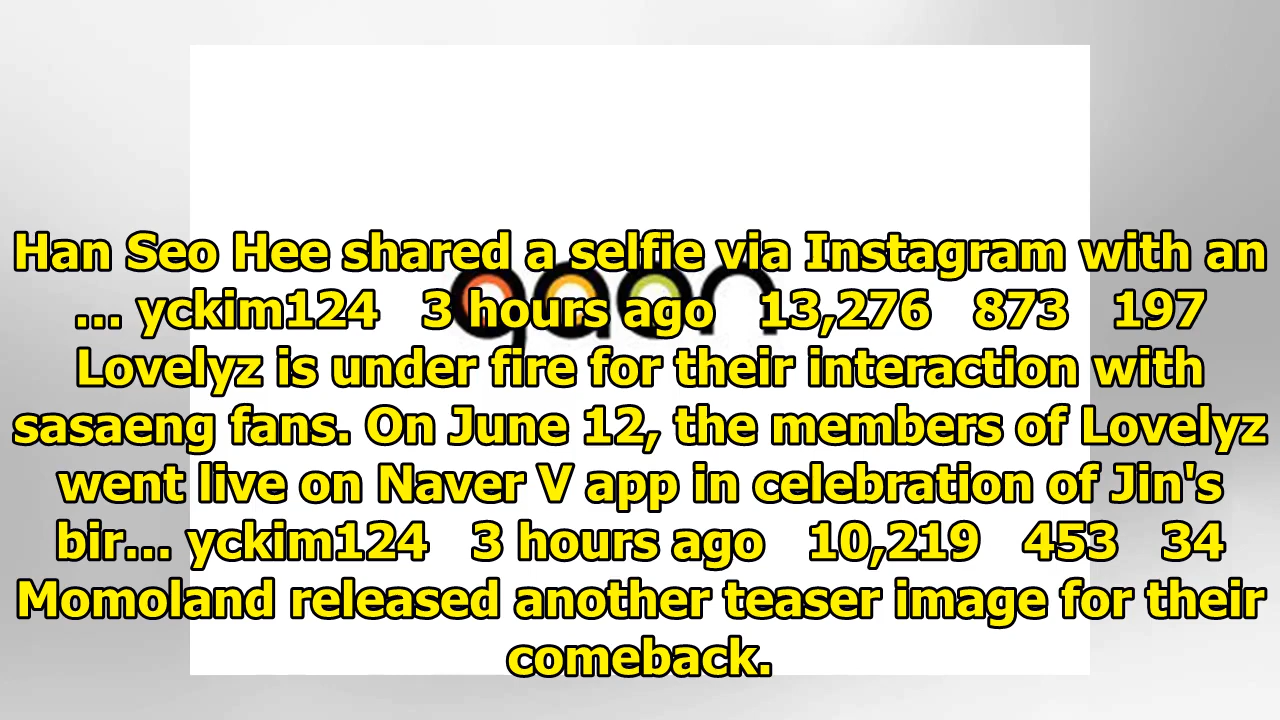 Han Seo Hee shared a selfie via Instagram with an
... yckim124 3 hours ago 13,276 873 197
Lovelyz is under fire for their interaction with
sasaeng fans. On June 12, the members of Lovelyz
went live on Naver V app in celebration of Jin's
bir... yckim124 3 hours ago 10,219 453 34
Momoland released another teaser image for their
comeback.
gaon